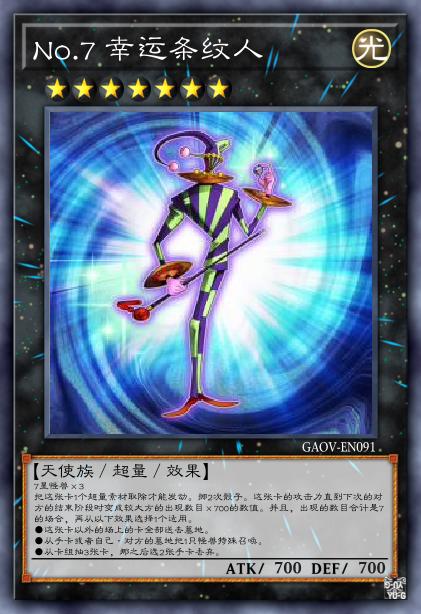 No.7 幸运条纹人
光
GAOV-EN091
【天使族／超量／效果】
7星怪兽×3
把这张卡1个超量素材取除才能发动。掷2次骰子。这张卡的攻击力直到下次的对
方的结束阶段时变成较大方的出现数目×700的数值。并且，出现的数目合计是7
的场合，再从以下效果选择1个适用。
●这张卡以外的场上的卡全部送去墓地。
●从手卡或者自己·对方的墓地把1只怪兽特殊召唤。
●从卡组抽3张卡，那之后选2张手卡丢弃。
ATK/ 700 DEF/ 700